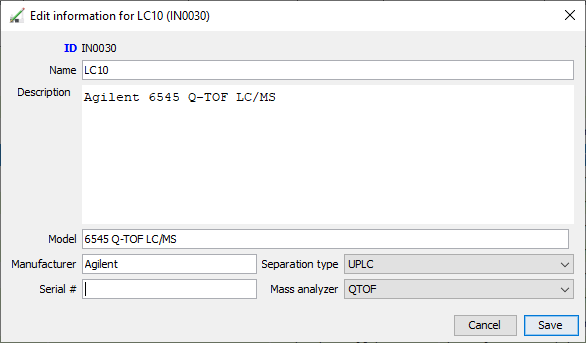 Edit information for LC10 (IN0030)
ID IN0030
Name LC10
Description Agilent 6545 Q-TOF LC/MS
Model 6545 Q-TOF LC/MS
Manufacturer Agilent Separation type UPLC
Serial # Mass analyzer QTOF
Cancel Save